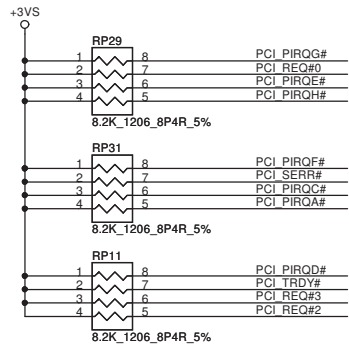 +3VS
RP29
1 8 PCI_PIRQG#
2 7 PCI_REQ#0
3 6 PCI_PIRQE#
4 5 PCI_PIRQH#
8.2K_1206_8P4R_5%
RP31
1 8 PCI_PIRQF#
2 7 PCI_SERR#
3 6 PCI_PIRQC#
4 5 PCI_PIRQA#
8.2K_1206_8P4R_5%
RP11
1 8 PCI_PIRQD#
2 7 PCI_TRDY#
3 6 PCI_REQ#3
4 5 PCI_REQ#2
8.2K_1206_8P4R_5%